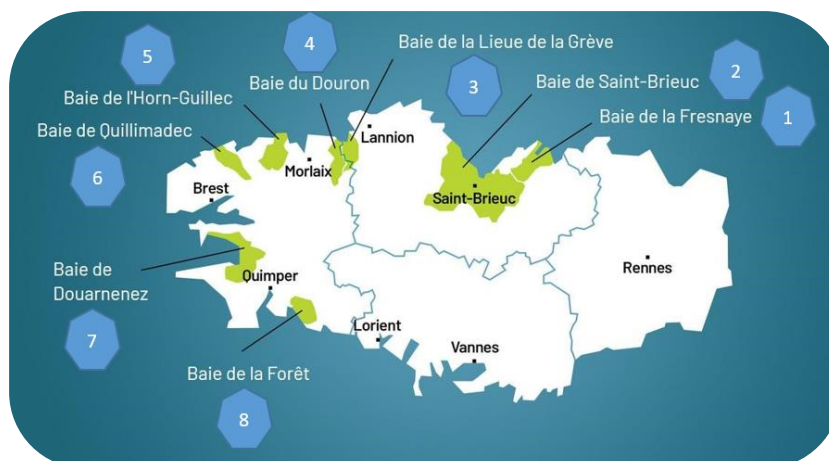 5
4
Baie de la Lieue de la Grève
Baie de l'Horn-Guillec
Baie du Douron
3
Baie de Saint-Brieuc
2
Baie de Quillimadec
Baie de la Fresnaye
1
6
Lannion
Morlaix
Brest
Saint-Brieuc
Baie de
Douarnenez
Quimper
Rennes
7
Lorient
Vannes
Baie de la Forêt
8